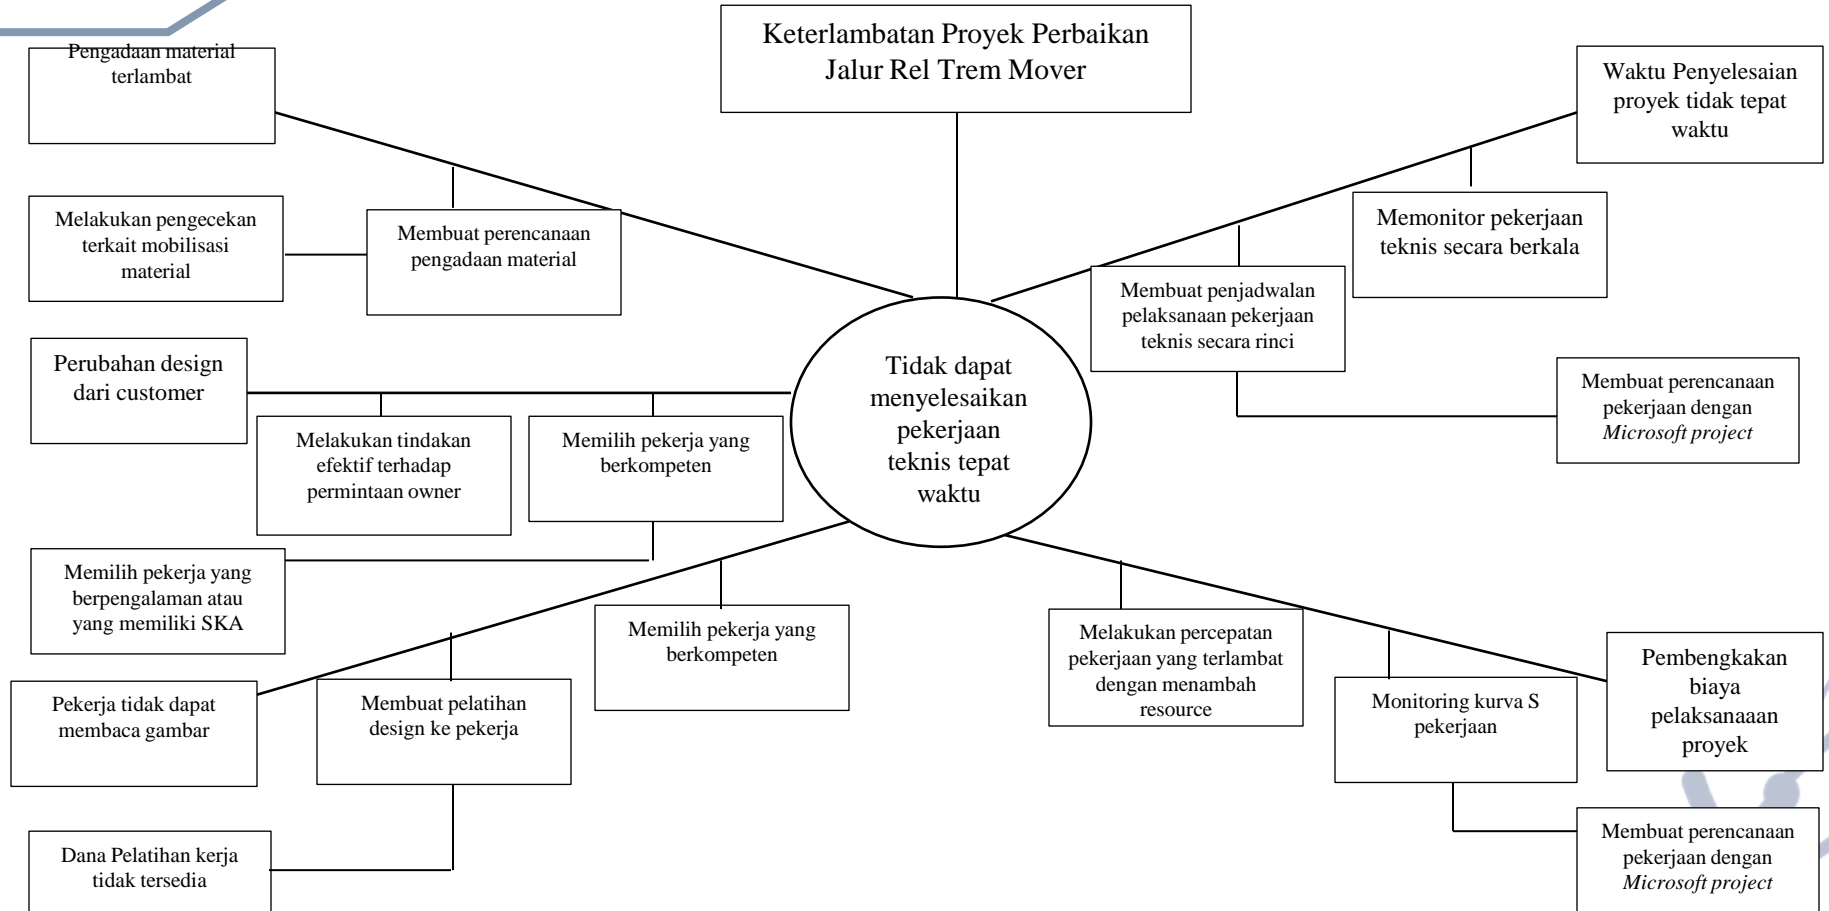 Keterlambatan Proyek Perbaikan
Jalur Rel Trem Mover
Pengadaan material
terlambat
Waktu Penyelesaian
proyek tidak tepat
waktu
Melakukan pengecekan
terkait mobilisasi
material
Membuat perencanaan
pengadaan material
Memonitor pekerjaan
teknis secara berkala
Membuat penjadwalan
pelaksanaan pekerjaan
teknis secara rinci
Perubahan design
dari customer
Tidak dapat
menyelesaikan
pekerjaan
teknis tepat
waktu
Membuat perencanaan
pekerjaan dengan
Microsoft project
Melakukan tindakan
efektif terhadap
permintaan owner
Memilih pekerja yang
berkompeten
Memilih pekerja yang
berpengalaman atau
yang memiliki SKA
Memilih pekerja yang
berkompeten
Melakukan percepatan
pekerjaan yang terlambat
dengan menambah
resource
Pembengkakan
biaya
pelaksanaaan
proyek
Pekerja tidak dapat
membaca gambar
Membuat pelatihan
design ke pekerja
Monitoring kurva S
pekerjaan
Dana Pelatihan kerja
tidak tersedia
Membuat perencanaan
pekerjaan dengan
Microsoft project